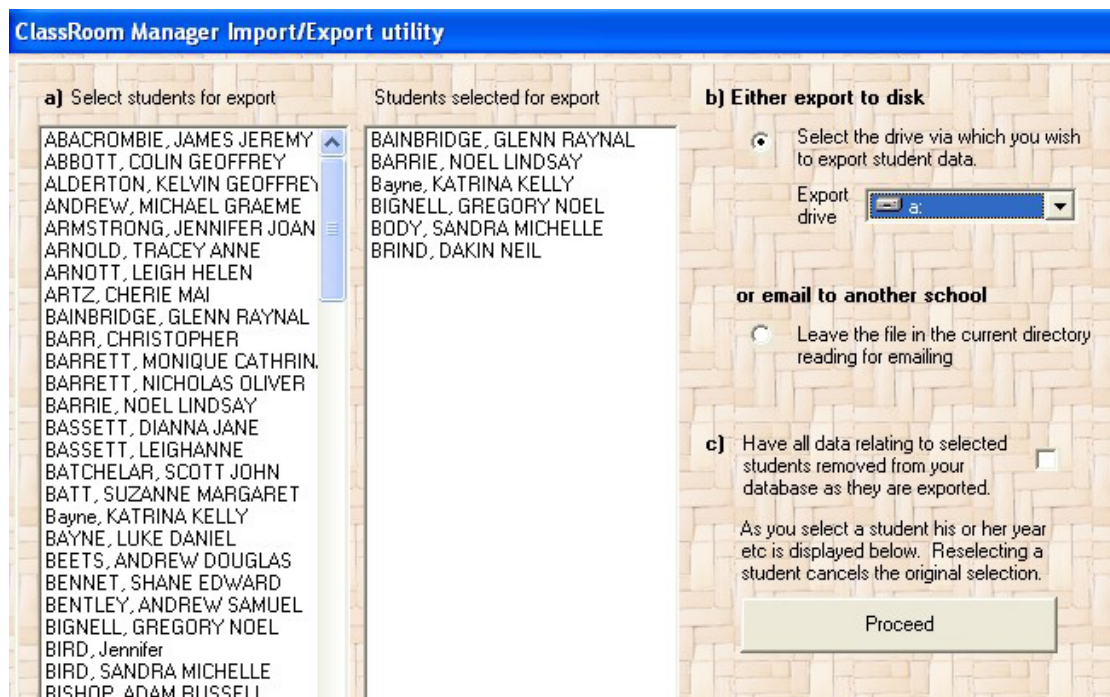 ClassRoom Manager Import/Export utility
a) Select students for export
ABACROMBIE, JAMES JEREMY
ABBOTT, COLIN GEOFFREY
ALDERTON, KELVIN GEOFFREY
ANDREW, MICHAEL GRAEME
ARMSTRONG, JENNIFER JOAN
ARNOLD, TRACEY ANNE
ARNOTT, LEIGH HELEN
ARTZ, CHERIE MAI
BAINBRIDGE, GLENN RAYNAL
BARR, CHRISTOPHER
BARRETT, MONIQUE CATHRIN
BARRETT, NICHOLAS OLIVER
BARRIE, NOEL LINDSAY
BASSETT, DIANNA JANE
BASSETT, LEIGHANNE
BATCHELAR, SCOTT JOHN
BATT, SUZANNE MARGARET
Bayne, KATRINA KELLY
BAYNE, LUKE DANIEL
BEETS, ANDREW DOUGLAS
BENNET, SHANE EDWARD
BENTLEY, ANDREW SAMUEL
BIGNELL, GREGORY NOEL
BIRD, Jennifer
BIRD, SANDRA MICHELLE
BISHOP, ADAM RUSSELL
Students selected for export
BAINBRIDGE, GLENN RAYNAL
BARRIE, NOEL LINDSAY
Bayne, KATRINA KELLY
BIGNELL, GREGORY NOEL
BODY, SANDRA MICHELLE
BRIND, DAKIN NEIL
b) Either export to disk
Select the drive via which you wish
to export student data.
Export
drive
a:
or email to another school
Leave the file in the current directory
reading for emailing
c) Have all data relating to selected
students removed from your
database as they are exported.
As you select a student his or her year
etc is displayed below. Reselecting a
student cancels the original selection.
Proceed